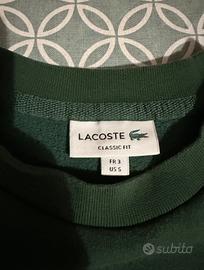 LACOSTE
CLASSIC FIT
FR 3
US S
subito